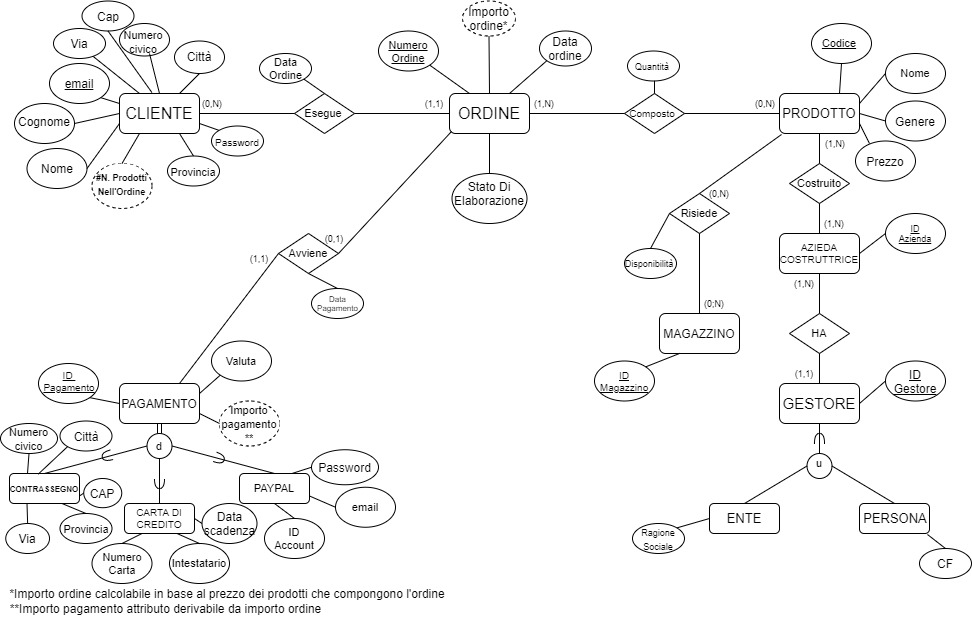 Cap
Via
Numero
civico
Città
email
Cognome
Nome
CLIENTE
(0,N)
Password
Provincia
#N. Prodotti
Nell'Ordine
Data
Ordine
Esegue
(1,1)
Importo
ordine*
Numero
Ordine
Data
ordine
ORDINE
(1,N)
Stato Di
Elaborazione
Quantità
Composto
(0,N)
Codice
Nome
Genere
Prezzo
PRODOTTO
(1,N)
Costruito
(1,N)
(0,N)
Risiede
Disponibilità
(0;N)
MAGAZZINO
ID
Magazzino
AZIEDA
COSTRUTTRICE
ID
Azienda
(1,N)
HA
(1,1)
GESTORE
ID
Gestore
u
ENTE
Ragione
Sociale
PERSONA
CF
(0,1)
Avviene
(1,1)
Data
Pagamento
ID
Pagamento
PAGAMENTO
Valuta
Importo
pagamento
**
d
Numero
civico
Città
CONTRASSEGNO
CAP
Via
Provincia
CARTA DI
CREDITO
Data
scadenza
Numero
Carta
Intestatario
PAYPAL
Password
email
ID
Account
*Importo ordine calcolabile in base al prezzo dei prodotti che compongono l'ordine
**Importo pagamento attributo derivabile da importo ordine